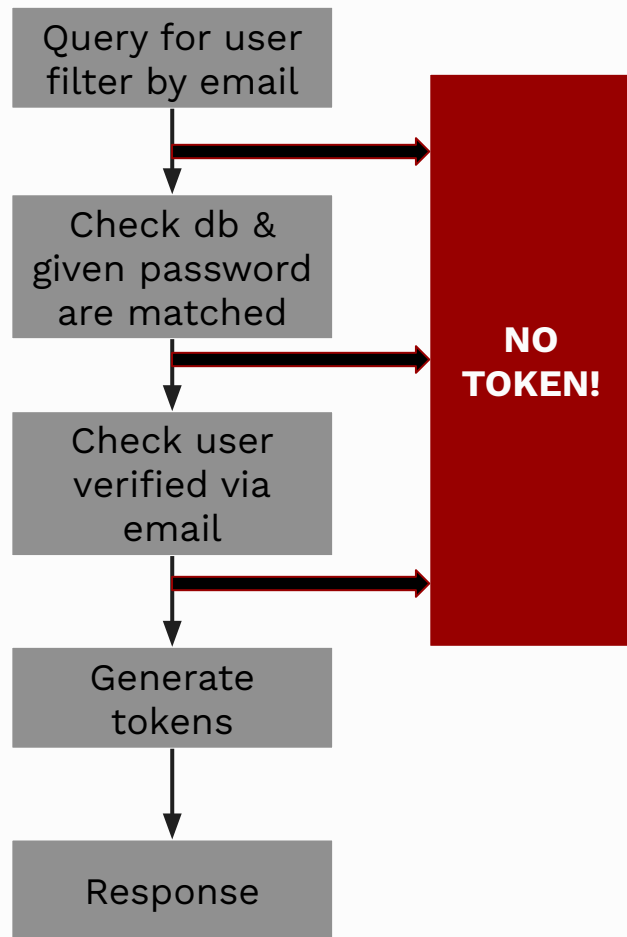 Query for user
filter by email
Check db &
given password
are matched
NO
TOKEN!
Check user
verified via
email
Generate
tokens
Response